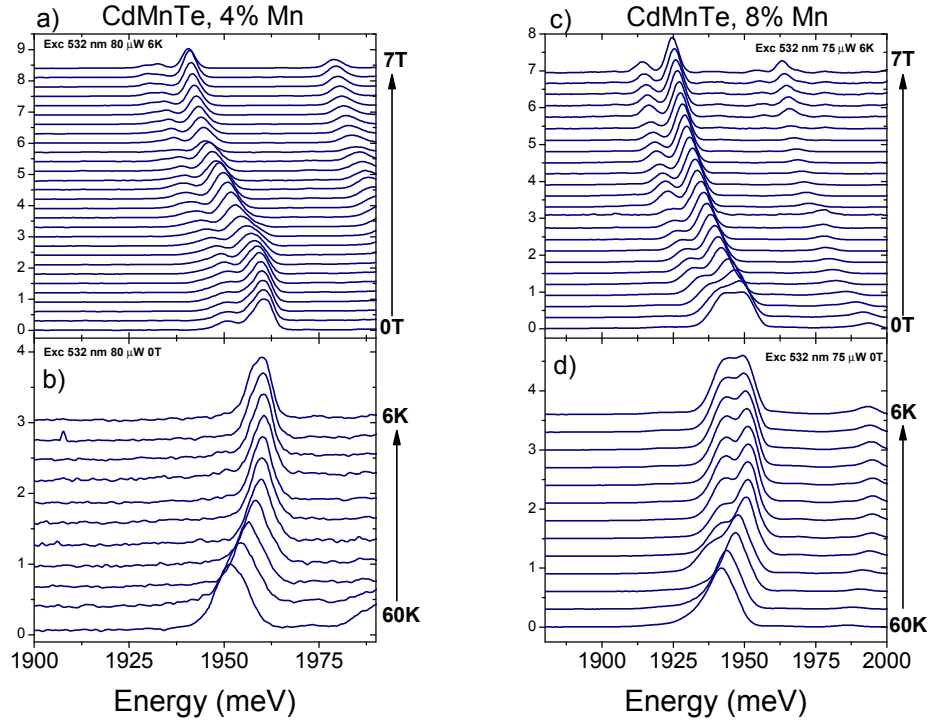 CdMnTe, 4% Mn
CdMnTe, 8% Mn
a)
Exc 532 nm 80 μW 6K
9
8
7
6
5
4
3
2
1
0
7T
0T
c)
Exc 532 nm 75 μW 6K
8
7
6
5
4
3
2
1
0
7T
0T
b)
Exc 532 nm 80 μW 0T
4
3
2
1
0
6K
60K
1900 1925 1950 1975
Energy (meV)
d)
Exc 532 nm 75 μW 0T
4
3
2
1
0
6K
60K
1900 1925 1950 1975 2000
Energy (meV)